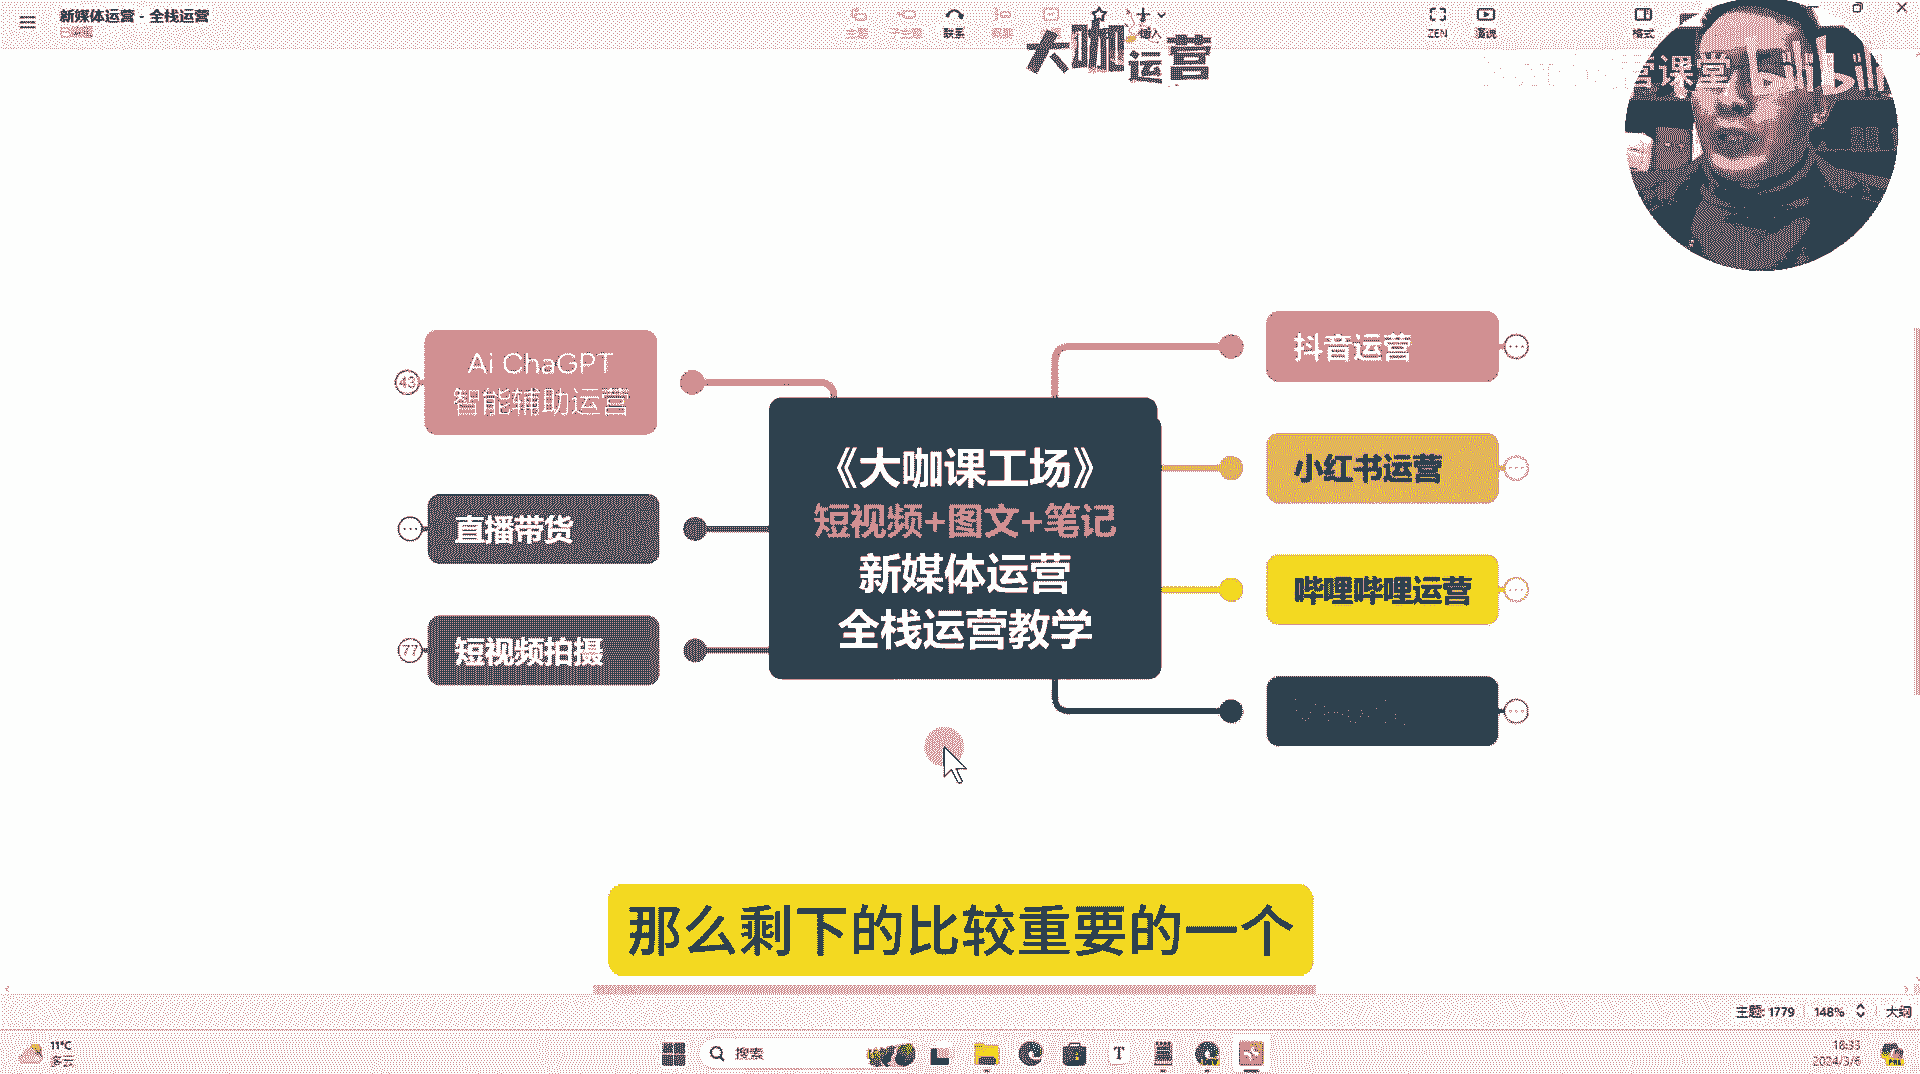 新媒体运营 - 全栈运营
已编辑
主题
子主题
联系
概要
插入
ZEN
演说
格式
大咖运营
营课堂 bilibili
Ai ChaGPT
智能辅助运营
43
直播带货
短视频拍摄
77
《大咖课工场》
短视频+图文+笔记
新媒体运营
全栈运营教学
抖音运营
小红书运营
哔哩哔哩运营
那么剩下的比较重要的一个
主题: 1779
148%
大纲
11°C
多云
搜索
18:33
2024/3/6